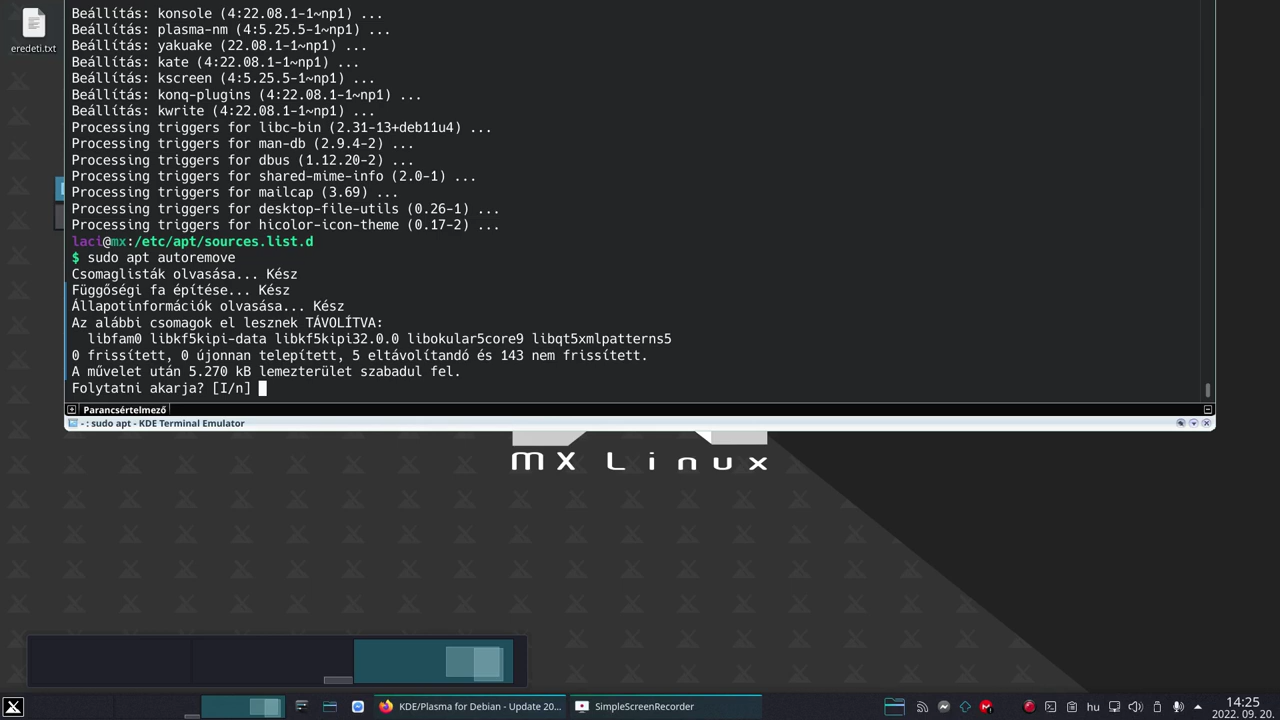 eredeti.txt
Beállítás: konsole (4:22.08.1-1~np1) ...
Beállítás: plasma-nm (4:5.25.5-1~np1) ...
Beállítás: yakuake (22.08.1-1~np1) ...
Beállítás: kate (4:22.08.1-1~np1) ...
Beállítás: kscreen (4:5.25.5-1~np1) ...
Beállítás: konq-plugins (4:22.08.1-1~np1) ...
Beállítás: kwrite (4:22.08.1-1~np1) ...
Processing triggers for libc-bin (2.31-13+deb11u4) ...
Processing triggers for man-db (2.9.4-2) ...
Processing triggers for dbus (1.12.20-2) ...
Processing triggers for shared-mime-info (2.0-1) ...
Processing triggers for mailcap (3.69) ...
Processing triggers for desktop-file-utils (0.26-1) ...
Processing triggers for hicolor-icon-theme (0.17-2) ...
laci@mx:/etc/apt/sources.list.d
$ sudo apt autoremove
Csomaglisták olvasása... Kész
Függőségi fa építése... Kész
Állapotinformációk olvasása... Kész
Az alábbi csomagok el lesznek TÁVOLÍTVA:
libfam0 libkf5kipi-data libkf5kipi32.0.0 libokular5core9 libqt5xmlpatterns5
0 frissített, 0 újonnan telepített, 5 eltávolítandó és 143 nem frissített.
A művelet után 5.270 kB lemezterület szabadul fel.
Folytatni akarja? [I/n]
Parancsértelmező
- : sudo apt - KDE Terminal Emulator
MX Linux
KDE/Plasma for Debian - Update 20...
SimpleScreenRecorder
hu
14:25
2022. 09. 20.